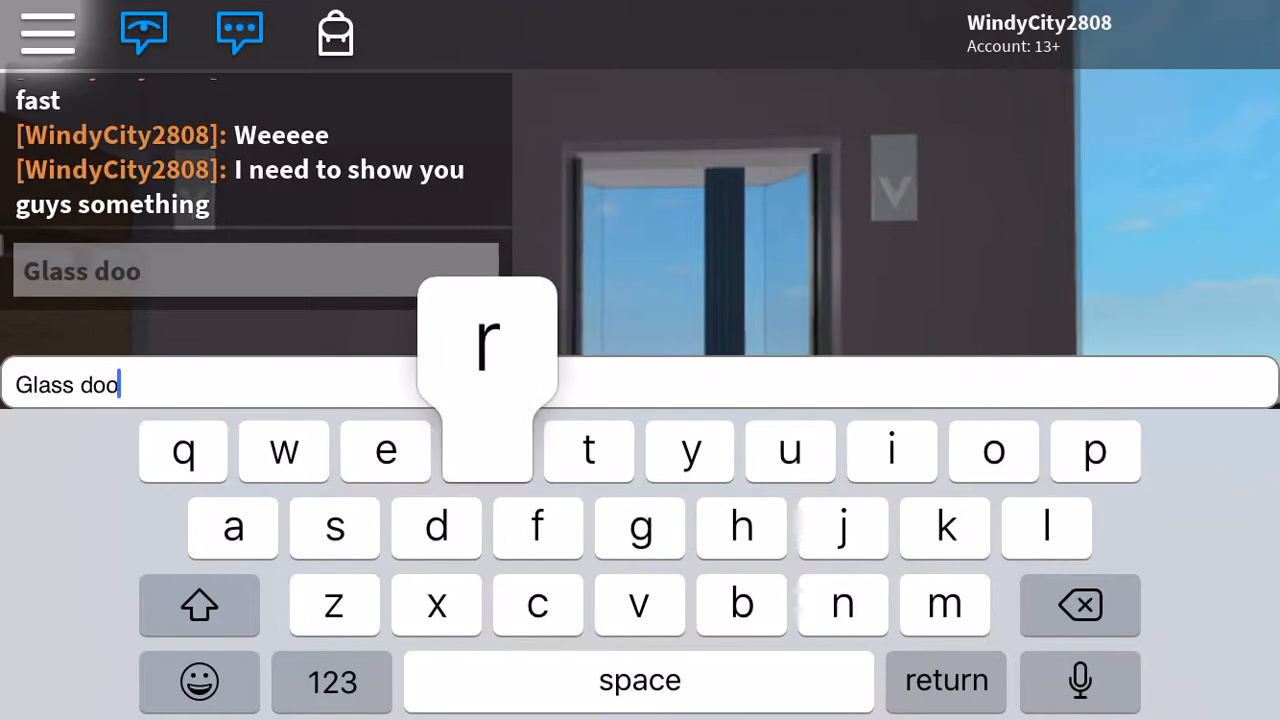 WindyCity2808
Account: 13+
fast
[WindyCity2808]: Weeeee
[WindyCity2808]: I need to show you
guys something
Glass doo
r
Glass doo
q w e t y u i o p
a s d f g h j k l
z x c v b n m
123 space return